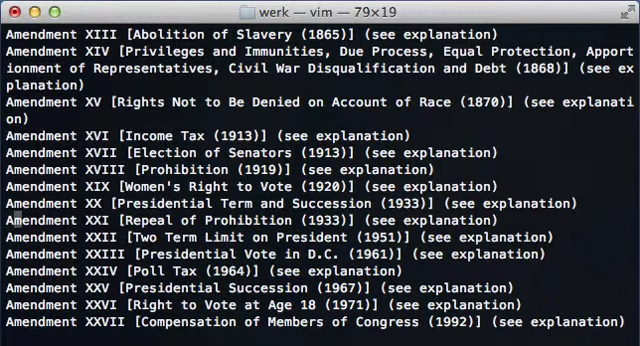 werk — vim — 79×19
Amendment XIII [Abolition of Slavery (1865)] (see explanation)
Amendment XIV [Privileges and Immunities, Due Process, Equal Protection, Apport
ionment of Representatives, Civil War Disqualification and Debt (1868)] (see ex
planation)
Amendment XV [Rights Not to Be Denied on Account of Race (1870)] (see explanati
on)
Amendment XVI [Income Tax (1913)] (see explanation)
Amendment XVII [Election of Senators (1913)] (see explanation)
Amendment XVIII [Prohibition (1919)] (see explanation)
Amendment XIX [Women's Right to Vote (1920)] (see explanation)
Amendment XX [Presidential Term and Succession (1933)] (see explanation)
Amendment XXI [Repeal of Prohibition (1933)] (see explanation)
Amendment XXII [Two Term Limit on President (1951)] (see explanation)
Amendment XXIII [Presidential Vote in D.C. (1961)] (see explanation)
Amendment XXIV [Poll Tax (1964)] (see explanation)
Amendment XXV [Presidential Succession (1967)] (see explanation)
Amendment XXVI [Right to Vote at Age 18 (1971)] (see explanation)
Amendment XXVII [Compensation of Members of Congress (1992)] (see explanation)